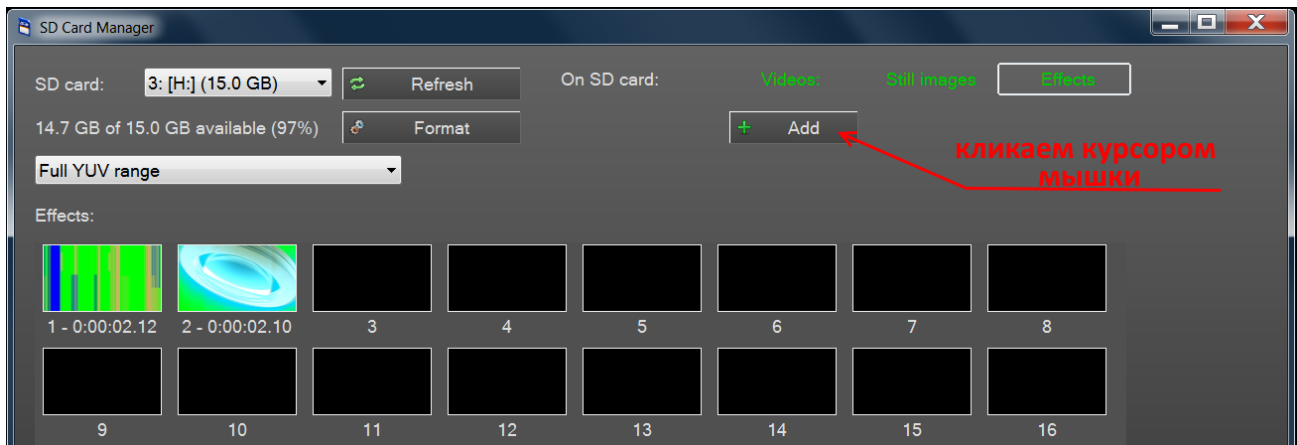 SD Card Manager
SD card: 3: [H:] (15.0 GB) Refresh On SD card: Videos: Still images Effects
14.7 GB of 15.0 GB available (97%) Format Add
кликаем курсором
мышки
Full YUV range
Effects:
1 - 0:00:02.12 2 - 0:00:02.10 3 4 5 6 7 8
9 10 11 12 13 14 15 16